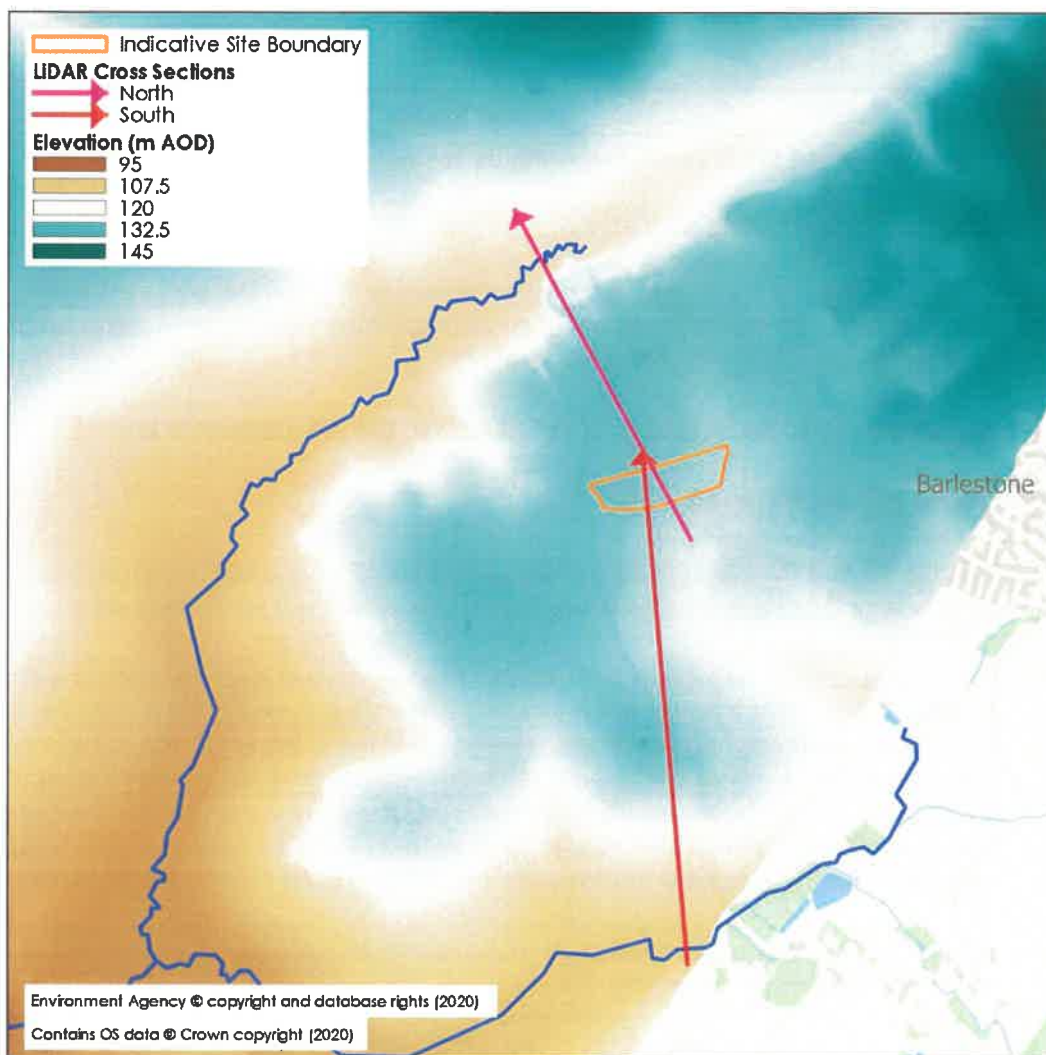 Indicative Site Boundary
LiDAR Cross Sections
North
South
Elevation (m AOD)
95
107.5
120
132.5
145
Barlestone
Environment Agency © copyright and database rights (2020)
Contains OS data © Crown copyright (2020)